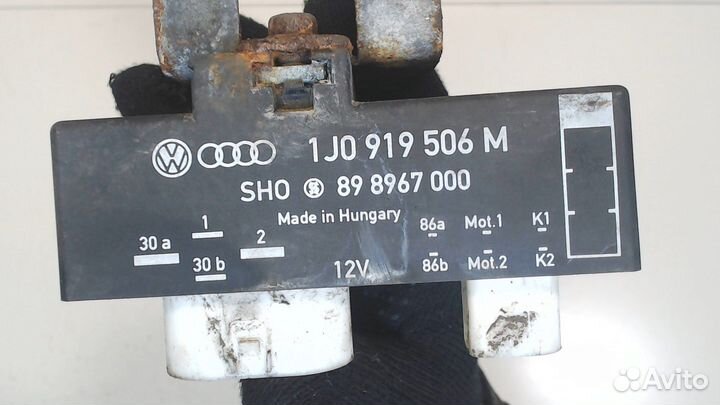 1J0 919 506 M
SHO 89 8967 000
Made in Hungary
1 2 86a Mot.1 K1
30 a 30 b 12V 86b Mot.2 K2
Avito